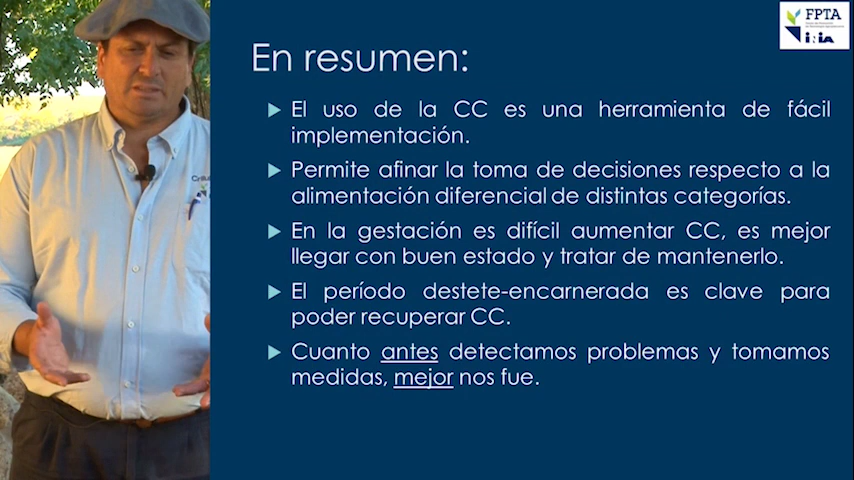 FPTA
INIA
En resumen:
El uso de la CC es una herramienta de fácil
implementación.
Permite afinar la toma de decisiones respecto a la
alimentación diferencial de distintas categorías.
En la gestación es difícil aumentar CC, es mejor
llegar con buen estado y tratar de mantenerlo.
El período destete-encarnerada es clave para
poder recuperar CC.
Cuanto antes detectamos problemas y tomamos
medidas, mejor nos fue.